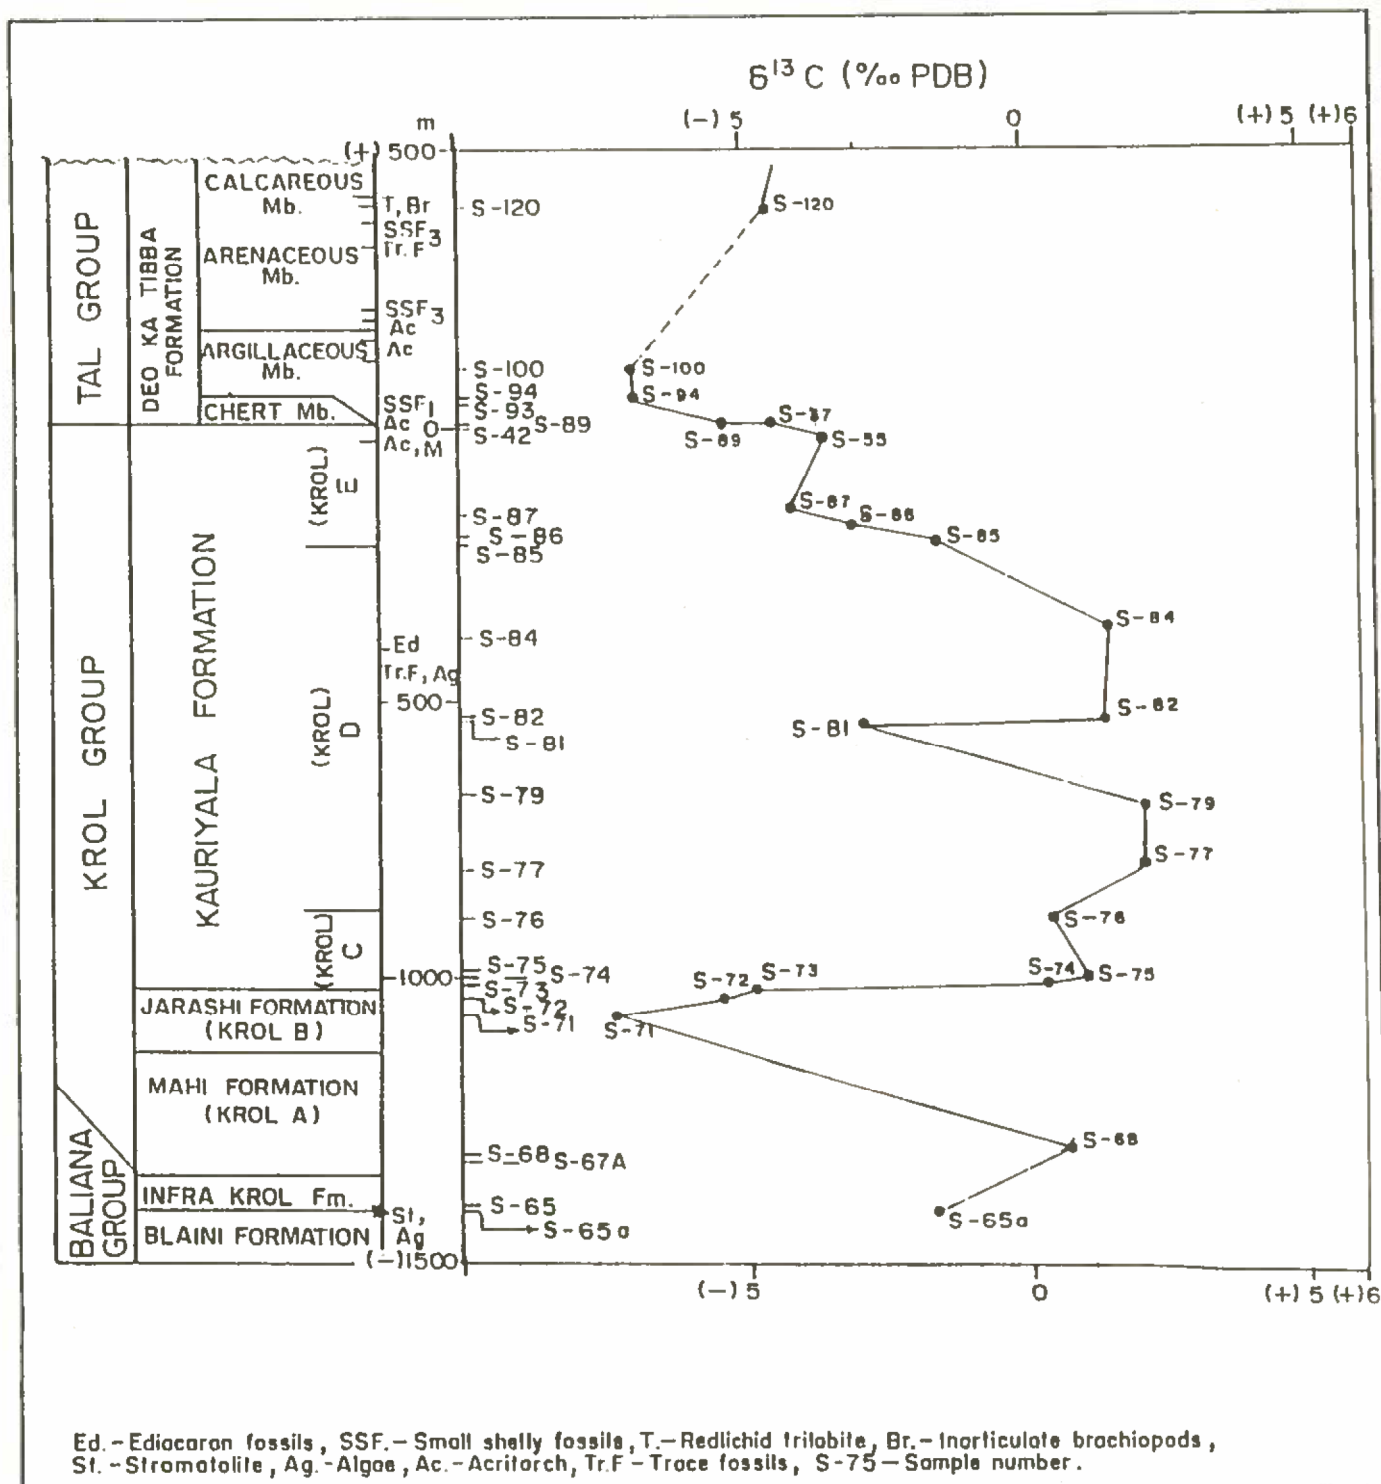 δ13 C (‰ PDB)
m
(-) 5
0
(+) 5 (+)6
(+) 500
TAL GROUP
DEO KA TIBBA
FORMATION
CALCAREOUS
Mb.
ARENACEOUS
Mb.
ARGILLACEOUS
Mb.
CHERT Mb.
T, Br
SSF3
Tr. F
SSF3
Ac
Ac
SSF1
Ac
0
Ac, M
S-120
S-100
S-94
S-93
S-89
S-42
S-87
S-86
S-85
S-84
S-82
S-81
S-79
S-77
S-76
S-75
S-74
S-73
S-72
S-71
S-68
S-67A
S-65
S-65a
KROL GROUP
KAURIYALA FORMATION
(KROL)
E
(KROL)
D
(KROL)
C
Ed
Tr.F, Ag
500
1000
JARASHI FORMATION
(KROL B)
MAHI FORMATION
(KROL A)
BALIANA
GROUP
INFRA KROL Fm.
BLAINI FORMATION
St,
Ag
(-)1500
S-120
S-100
S-94
S-37
S-89
S-55
S-87
S-86
S-85
S-84
S-82
S-81
S-79
S-77
S-76
S-75
S-74
S-73
S-72
S-71
S-68
S-65a
(-) 5
0
(+) 5 (+)6
Ed.-Ediacaran fossils, SSF.-Small shelly fossils, T.-Redlichid trilobite, Br.-Inarticulate brachiopods,
St.-Stromatolite, Ag.-Algae, Ac.-Acritarch, Tr.F-Trace fossils, S-75-Sample number.